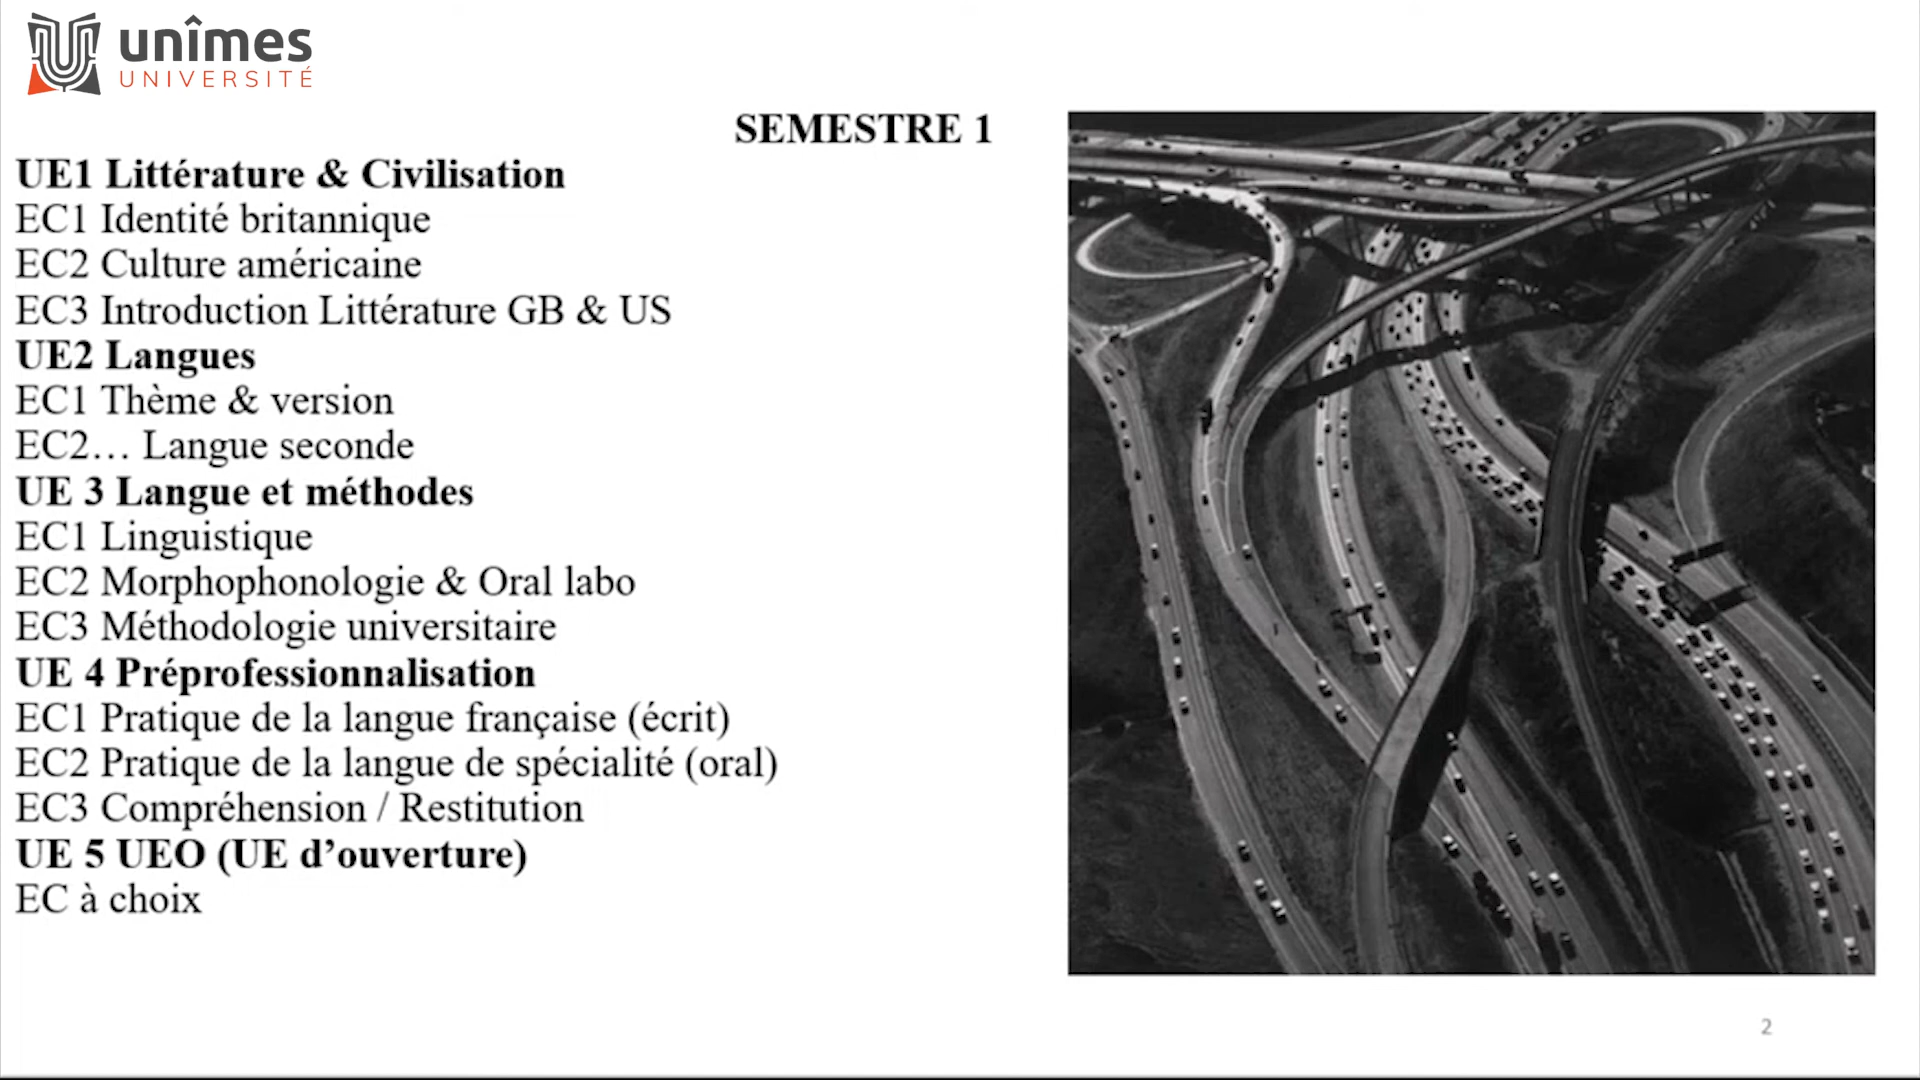 unîmes
UNIVERSITÉ
SEMESTRE 1
UE1 Littérature & Civilisation
EC1 Identité britannique
EC2 Culture américaine
EC3 Introduction Littérature GB & US
UE2 Langues
EC1 Thème & version
EC2… Langue seconde
UE 3 Langue et méthodes
EC1 Linguistique
EC2 Morphophonologie & Oral labo
EC3 Méthodologie universitaire
UE 4 Préprofessionnalisation
EC1 Pratique de la langue française (écrit)
EC2 Pratique de la langue de spécialité (oral)
EC3 Compréhension / Restitution
UE 5 UEO (UE d’ouverture)
EC à choix
2